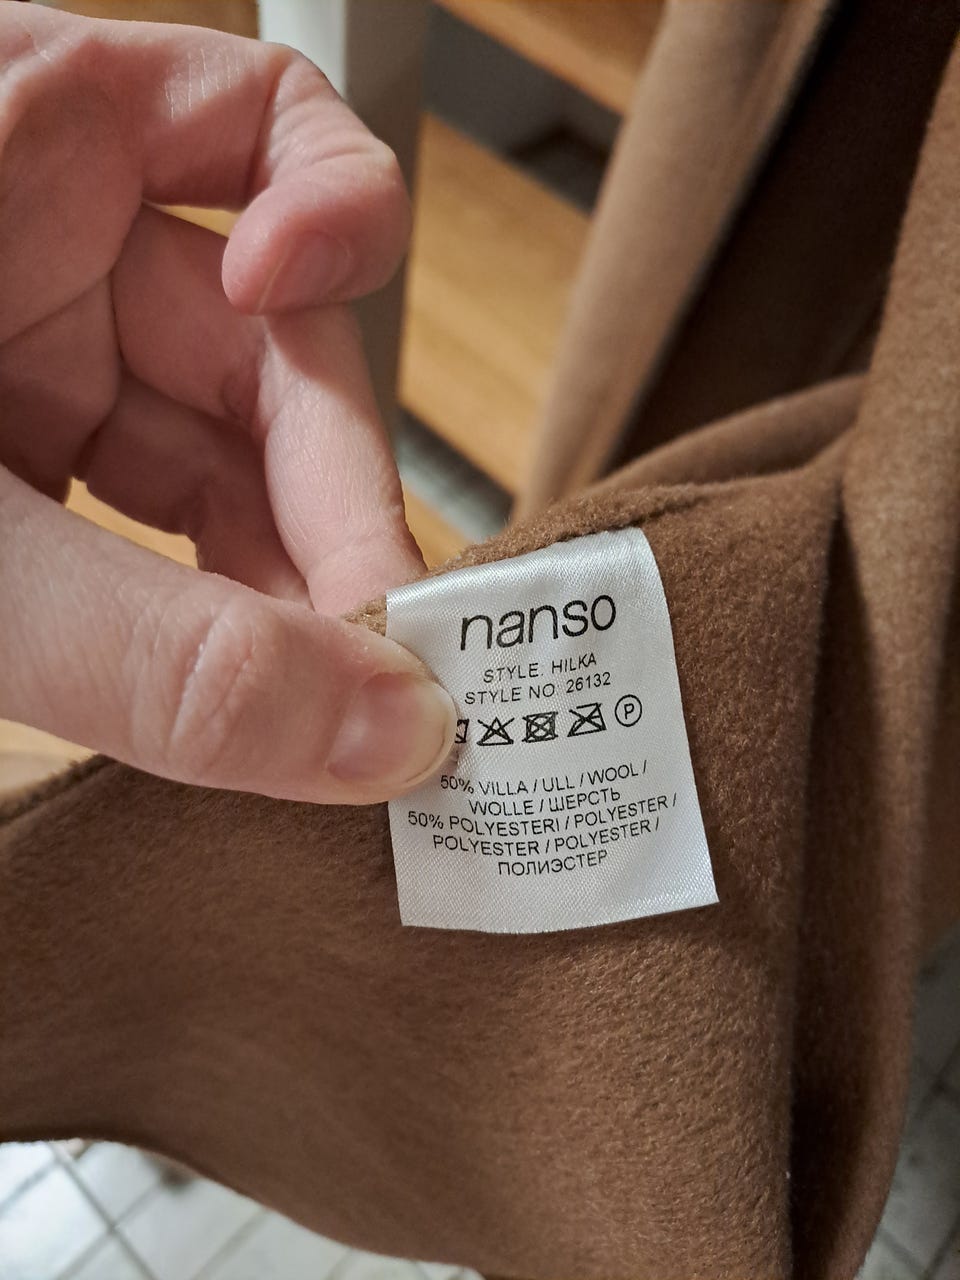 nanso
STYLE. HILKA
STYLE NO: 26132
P
50% VILLA / ULL / WOOL /
WOLLE / ШЕРСТЬ
50% POLYESTERI / POLYESTER /
POLYESTER / POLYESTER /
ПОЛИЭСТЕР